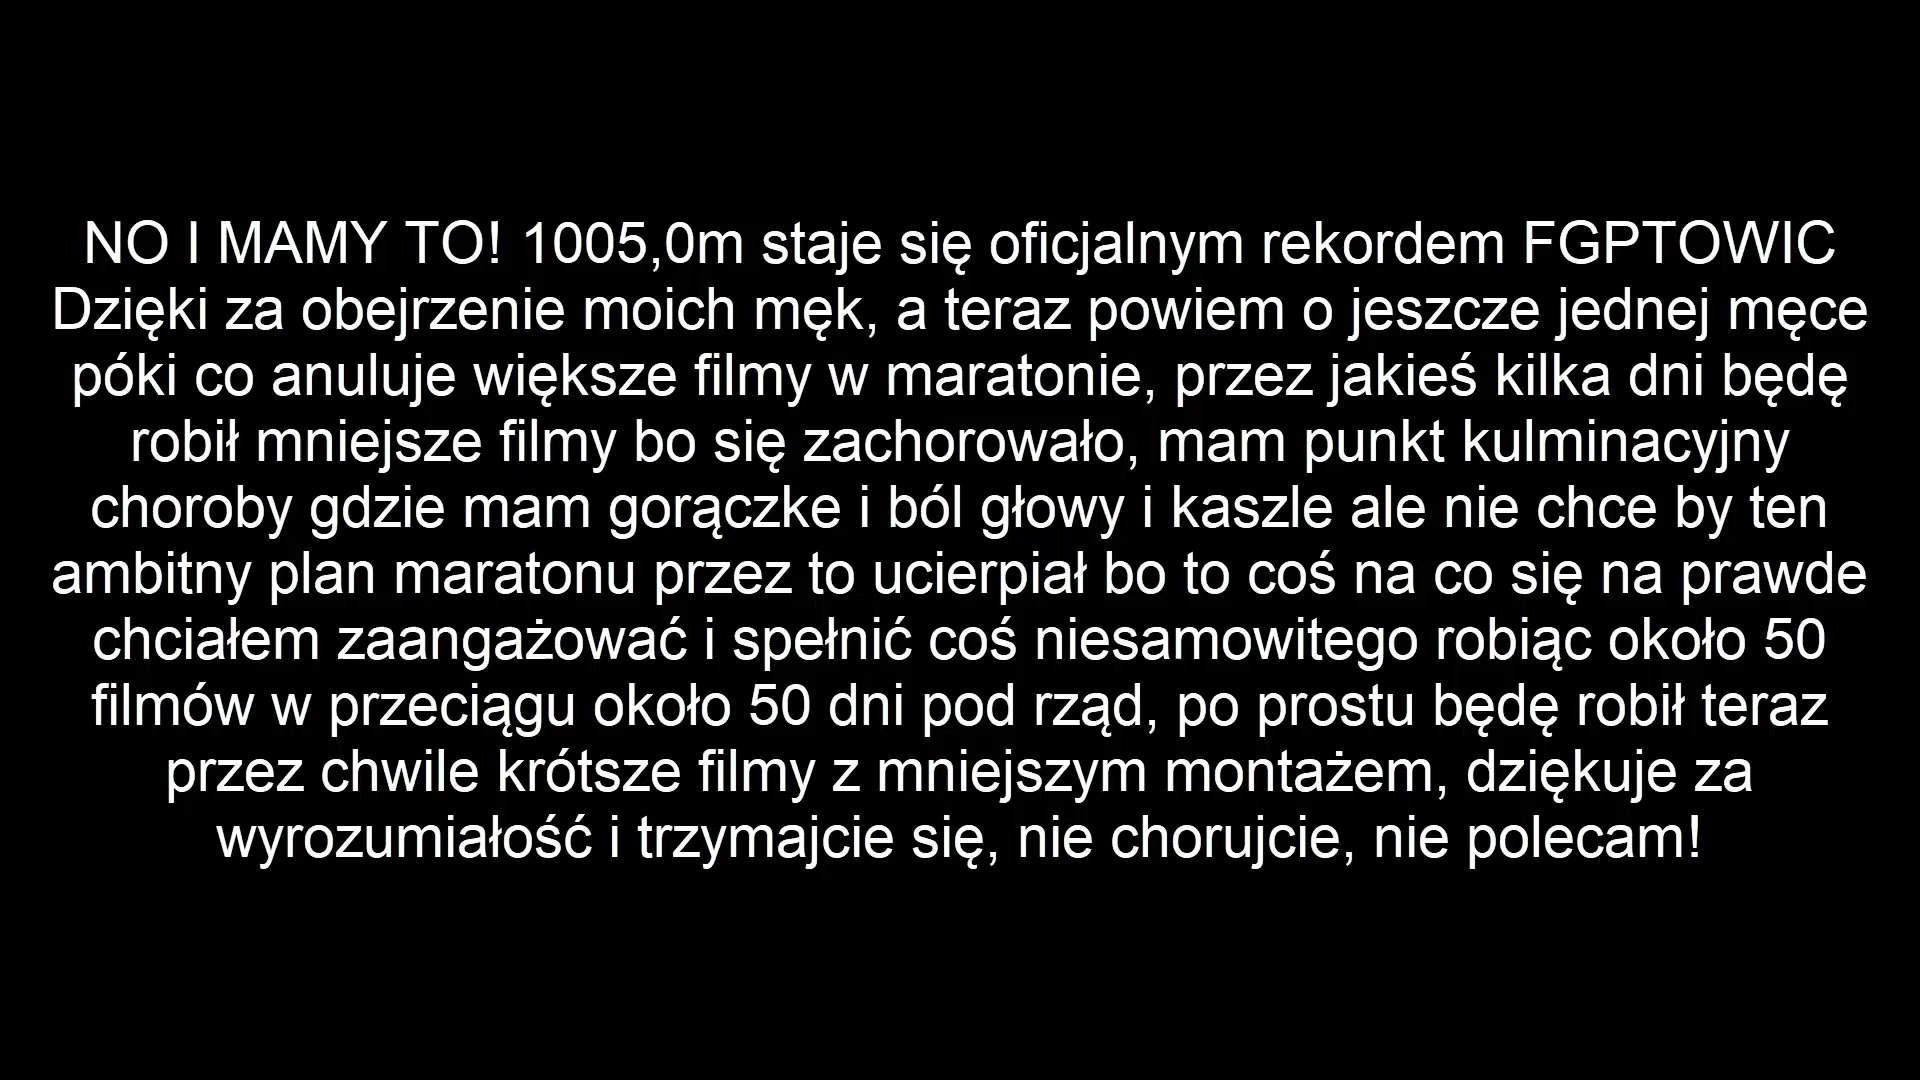 NO I MAMY TO! 1005,0m staje się oficjalnym rekordem FGPTOWIC
Dzięki za obejrzenie moich męk, a teraz powiem o jeszcze jednej męce
póki co anuluje większe filmy w maratonie, przez jakieś kilka dni będę
robił mniejsze filmy bo się zachorowało, mam punkt kulminacyjny
choroby gdzie mam gorączke i ból głowy i kaszle ale nie chce by ten
ambitny plan maratonu przez to ucierpiał bo to coś na co się na prawde
chciałem zaangażować i spełnić coś niesamowitego robiąc około 50
filmów w przeciągu około 50 dni pod rząd, po prostu będę robił teraz
przez chwile krótsze filmy z mniejszym montażem, dziękuje za
wyrozumiałość i trzymajcie się, nie chorujcie, nie polecam!